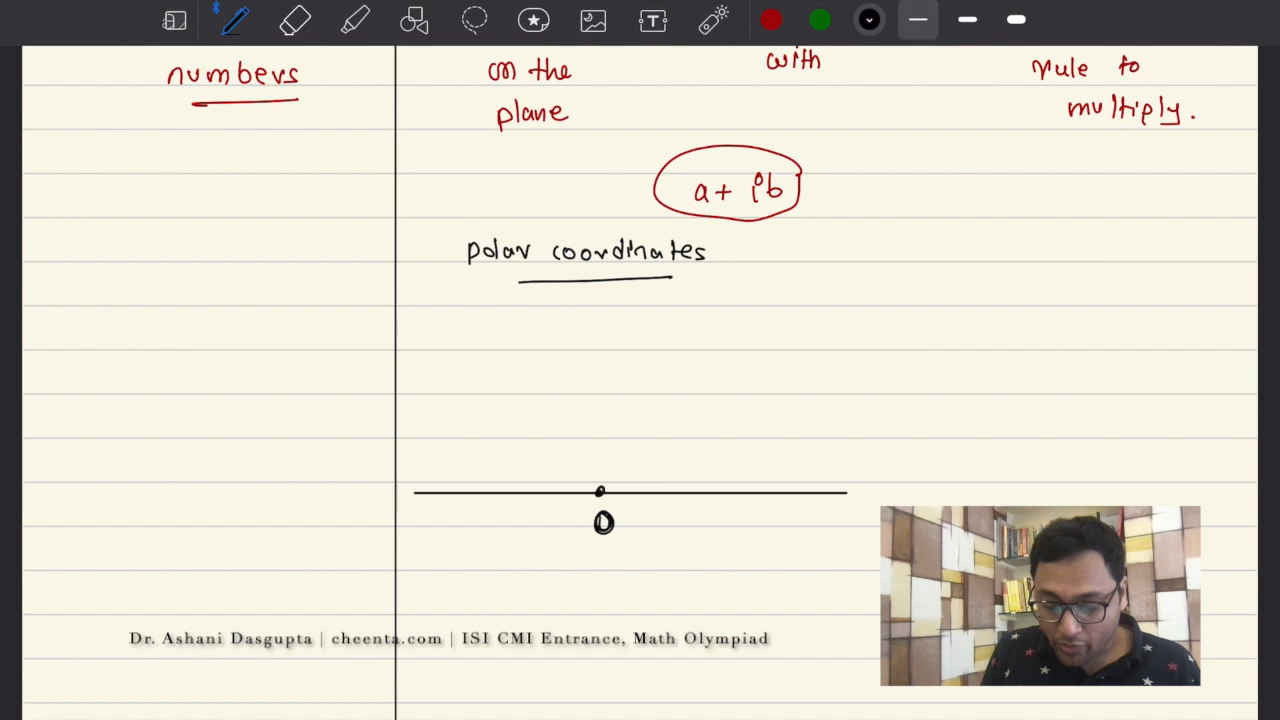 numbers
on the
plane
with
rule to
multiply.
a + ib
polar coordinates
O
Dr. Ashani Dasgupta | cheenta.com | ISI CMI Entrance, Math Olympiad